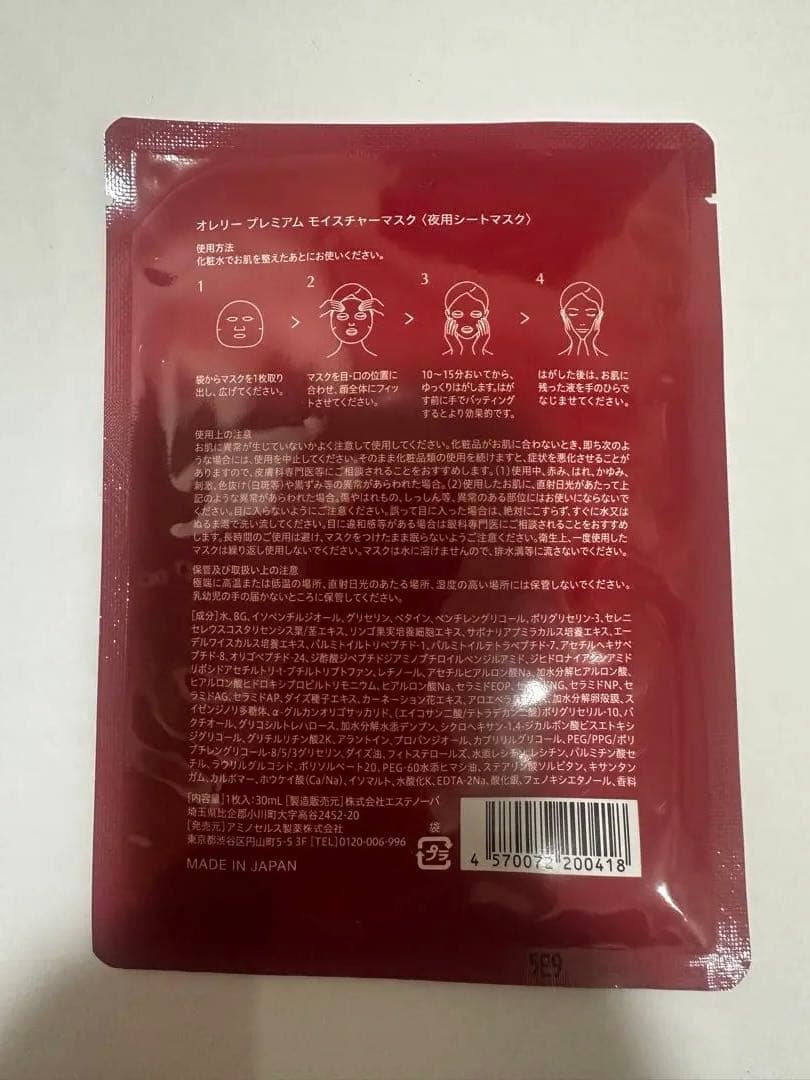 オレリー プレミアム モイスチャーマスク〈夜用シートマスク〉
使用方法
化粧水でお肌を整えたあとにお使いください。
1
袋からマスクを1枚取り
出し、広げてください。
2
マスクを目・口の位置に
合わせ、顔全体にフィッ
トさせてください。
3
10〜15分おいてから、
ゆっくりはがします。はが
す前に手でパッティング
するとより効果的です。
4
はがした後は、お肌に
残った液を手のひらで
なじませてください。
使用上の注意
お肌に異常が生じていないかよく注意して使用してください。化粧品がお肌に合わないとき、即ち次のよ
うな場合には、使用を中止してください。そのまま化粧品類の使用を続けますと、症状を悪化させることが
ありますので、皮膚科専門医等にご相談されることをおすすめします。(1)使用中、赤み、はれ、かゆみ、
刺激、色抜け(白斑等)や黒ずみ等の異常があらわれた場合。(2)使用したお肌に、直射日光があたって上
記のような異常があらわれた場合。傷やはれもの、しっしん等、異常のある部位にはお使いにならないで
ください。目に入らないようにご注意ください。誤って目に入った場合は、絶対にこすらず、すぐに水又は
ぬるま湯で洗い流してください。目に違和感等がある場合は眼科専門医にご相談されることをおすすめ
します。長時間のご使用は避け、マスクをつけたまま眠らないようご注意ください。衛生上、一度使用した
マスクは繰り返し使用しないでください。マスクは水に溶けませんので、排水溝等に流さないでください。
保管及び取扱い上の注意
極端に高温または低温の場所、直射日光のあたる場所、湿度の高い場所には保管しないでください。
乳幼児の手の届かないところに保管してください。
[成分]水、BG、イソペンチルジオール、グリセリン、ベタイン、ペンチレングリコール、ポリグリセリン-3、セレニ
セレウスコスタリセンシス葉/茎エキス、リンゴ果実培養細胞エキス、サポナリアプミラカルス培養エキス、エー
デルワイスカルス培養エキス、パルミトイルトリペプチド-1、パルミトイルテトラペプチド-7、アセチルヘキサペ
プチド-8、オリゴペプチド-24、ジ酢酸ジペプチドジアミノブチロイルベンジルアミド、ジヒドロナイアシンアミド
リポシドアセチルトリt-ブチルトリプトファン、レチノール、アセチルヒアルロン酸Na、加水分解ヒアルロン酸、
ヒアルロン酸ヒドロキシプロピルトリモニウム、ヒアルロン酸Na、セラミドEOP、セラミドNG、セラミドNP、セ
ラミドAG、セラミドAP、ダイズ種子エキス、カーネーション花エキス、アロエベラ葉エキス、加水分解卵殻膜、ス
イゼンジノリ多糖体、α-グルカンオリゴサッカリド、(エイコサン二酸/テトラデカン二酸)ポリグリセリル-10、バ
クチオール、グリコシルトレハロース、加水分解水添デンプン、シクロヘキサン-1,4-ジカルボン酸ビスエトキシ
ジグリコール、グリチルリチン酸2K、アラントイン、プロパンジオール、カプリリルグリコール、PEG/PPG/ポリ
ブチレングリコール-8/5/3グリセリン、ダイズ油、フィトステロールズ、水添レシチン、レシチン、パルミチン酸セ
チル、ラウリルグルコシド、ポリソルベート20、PEG-60水添ヒマシ油、ステアリン酸ソルビタン、キサンタン
ガム、カルボマー、ホウケイ酸(Ca/Na)、イソマルト、水酸化K、EDTA-2Na、酸化銀、フェノキシエタノール、香料
[内容量]1枚入:30mL [製造販売元]株式会社エステノーバ
埼玉県比企郡小川町大字高谷2452-20
[発売元]アミノセルス製薬株式会社
東京都渋谷区円山町5-5 3F [TEL]0120-006-996
MADE IN JAPAN
袋
プラ
4 570072 200418
5E9